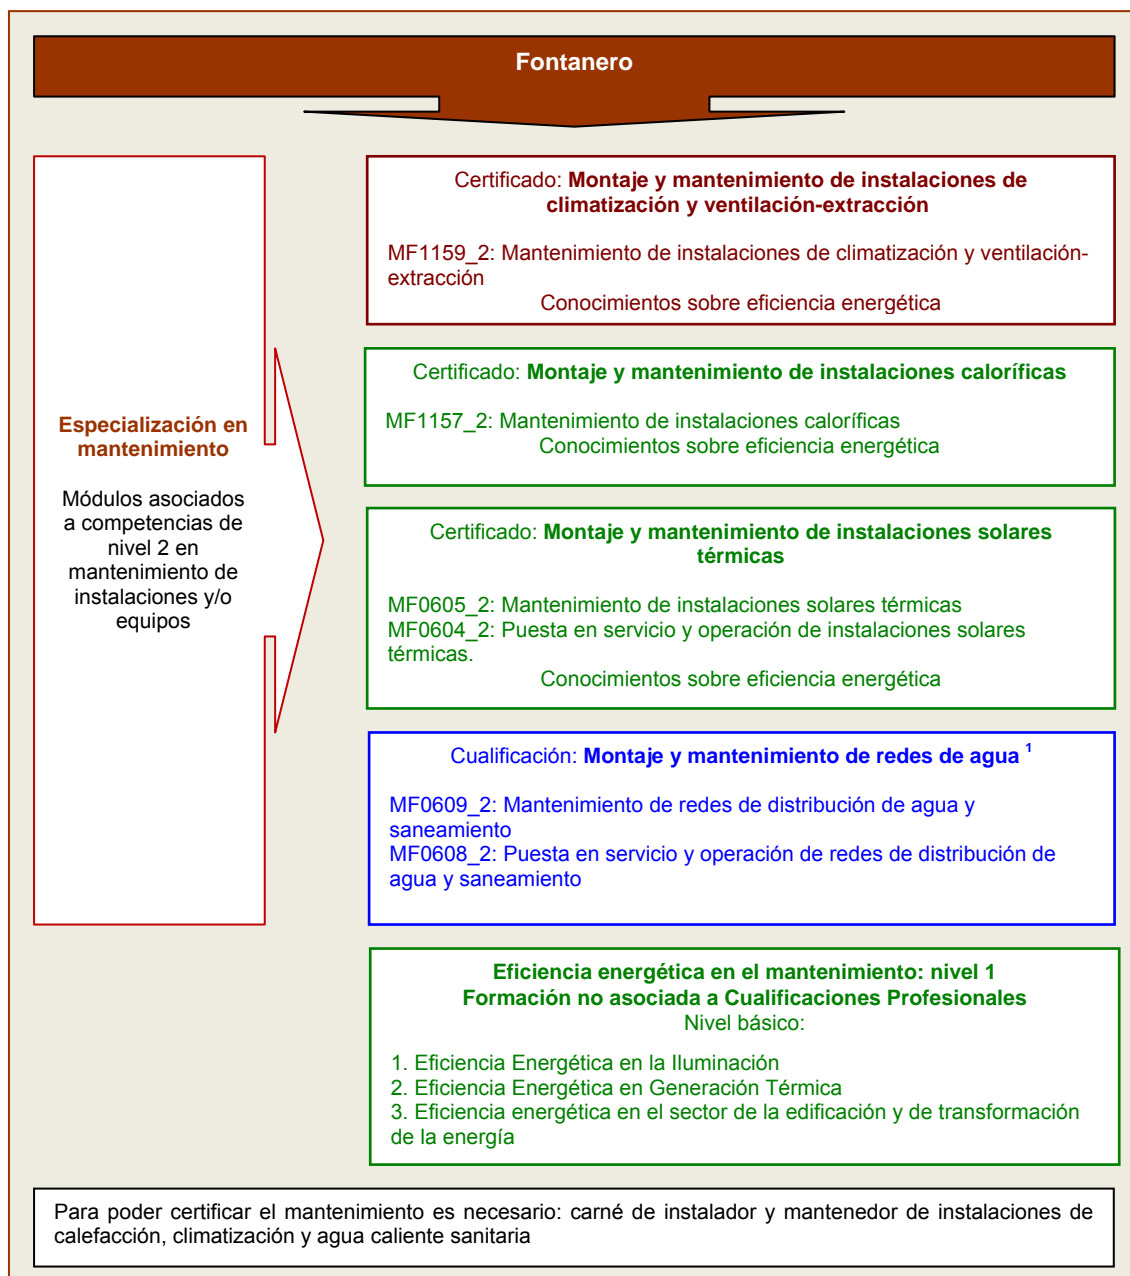 Fontanero
Especialización en
mantenimiento
Módulos asociados
a competencias de
nivel 2 en
mantenimiento de
instalaciones y/o
equipos
Certificado: Montaje y mantenimiento de instalaciones de
climatización y ventilación-extracción
MF1159_2: Mantenimiento de instalaciones de climatización y ventilación-
extracción
Conocimientos sobre eficiencia energética
Certificado: Montaje y mantenimiento de instalaciones caloríficas
MF1157_2: Mantenimiento de instalaciones caloríficas
Conocimientos sobre eficiencia energética
Certificado: Montaje y mantenimiento de instalaciones solares
térmicas
MF0605_2: Mantenimiento de instalaciones solares térmicas
MF0604_2: Puesta en servicio y operación de instalaciones solares
térmicas.
Conocimientos sobre eficiencia energética
Cualificación: Montaje y mantenimiento de redes de agua 1
MF0609_2: Mantenimiento de redes de distribución de agua y
saneamiento
MF0608_2: Puesta en servicio y operación de redes de distribución de
agua y saneamiento
Eficiencia energética en el mantenimiento: nivel 1
Formación no asociada a Cualificaciones Profesionales
Nivel básico:
1. Eficiencia Energética en la Iluminación
2. Eficiencia Energética en Generación Térmica
3. Eficiencia energética en el sector de la edificación y de transformación
de la energía
Para poder certificar el mantenimiento es necesario: carné de instalador y mantenedor de instalaciones de
calefacción, climatización y agua caliente sanitaria